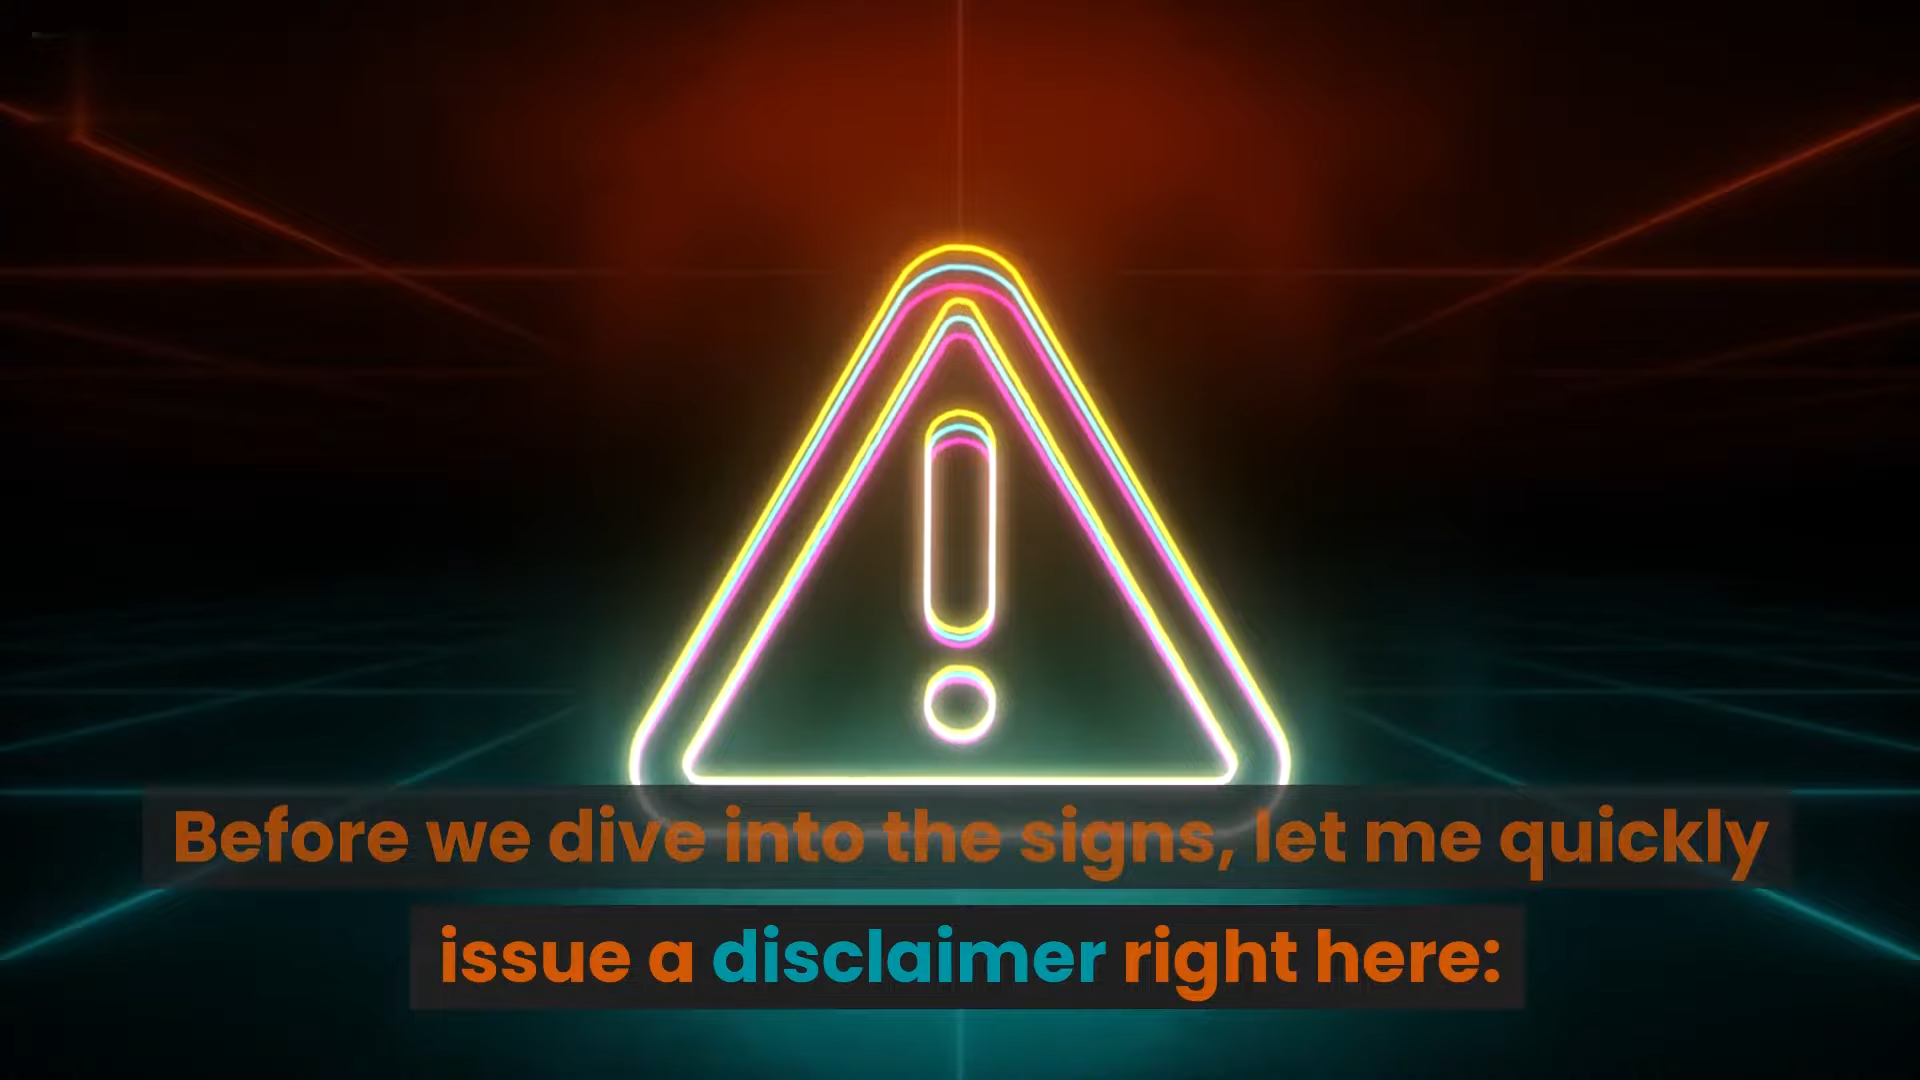 Before we dive into the signs, let me quickly
issue a disclaimer right here: